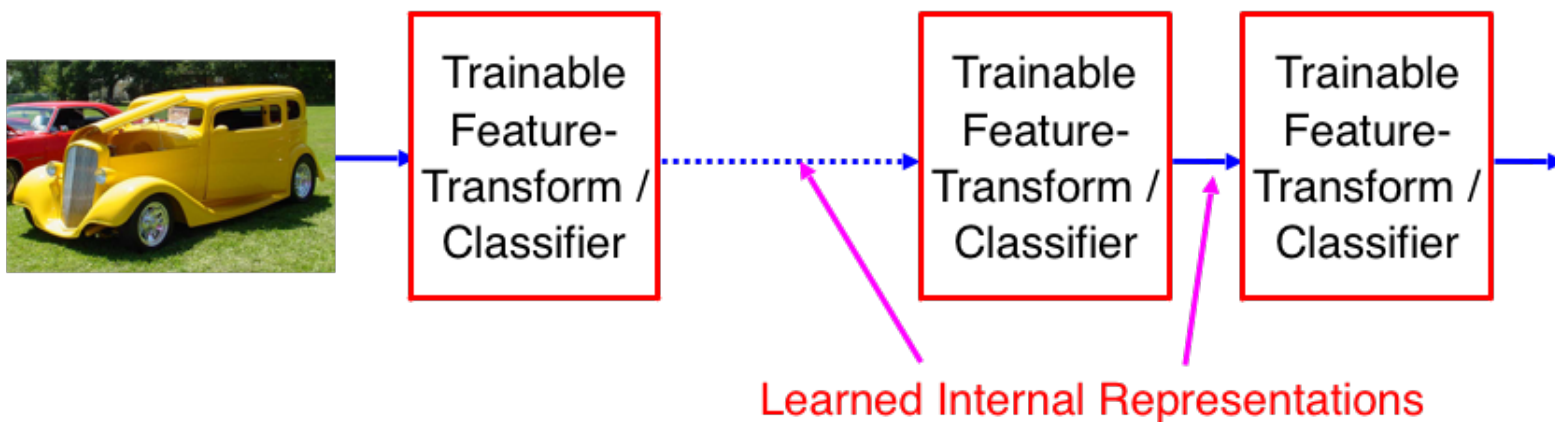 Trainable
Feature-
Transform /
Classifier
Trainable
Feature-
Transform /
Classifier
Trainable
Feature-
Transform /
Classifier
Learned Internal Representations